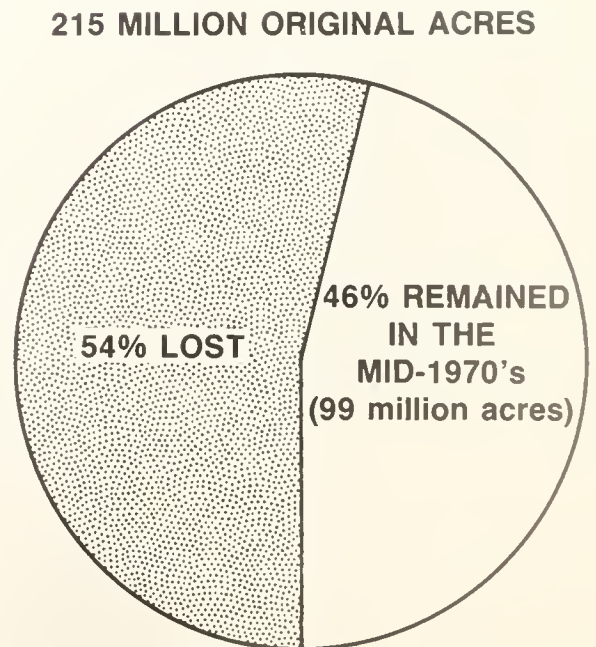 215 MILLION ORIGINAL ACRES
54% LOST
46% REMAINED
IN THE
MID-1970's
(99 million acres)